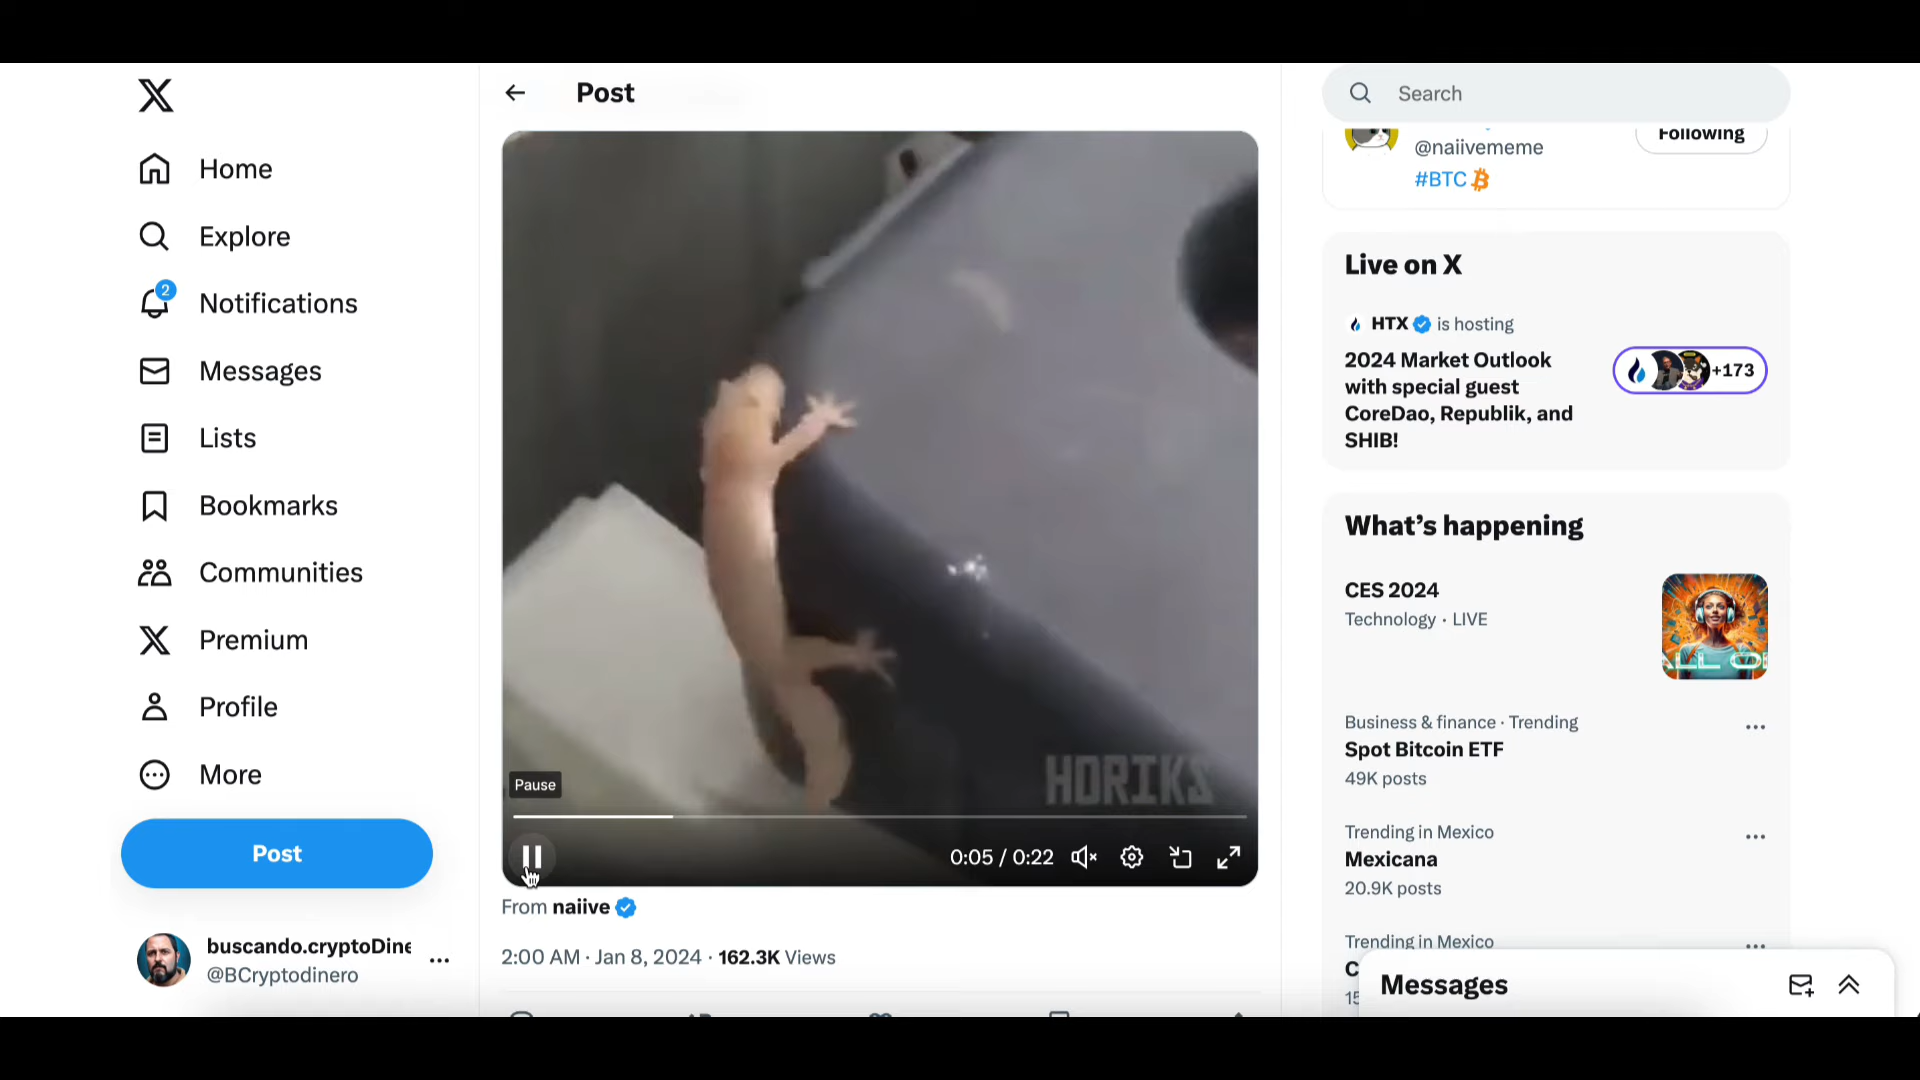 Home
Explore
2
Notifications
Messages
Lists
Bookmarks
Communities
Premium
Profile
More
Post
buscando.cryptoDine
@BCryptodinero
Post
HORIKS
Pause
0:05 / 0:22
From naiive
2:00 AM · Jan 8, 2024 · 162.3K Views
Search
Following
@naiivememe
#BTC
Live on X
HTX is hosting
2024 Market Outlook
with special guest
CoreDao, Republik, and
SHIB!
+173
What's happening
CES 2024
Technology · LIVE
Business & finance · Trending
Spot Bitcoin ETF
49K posts
Trending in Mexico
Mexicana
20.9K posts
Trending in Mexico
C
15
Messages